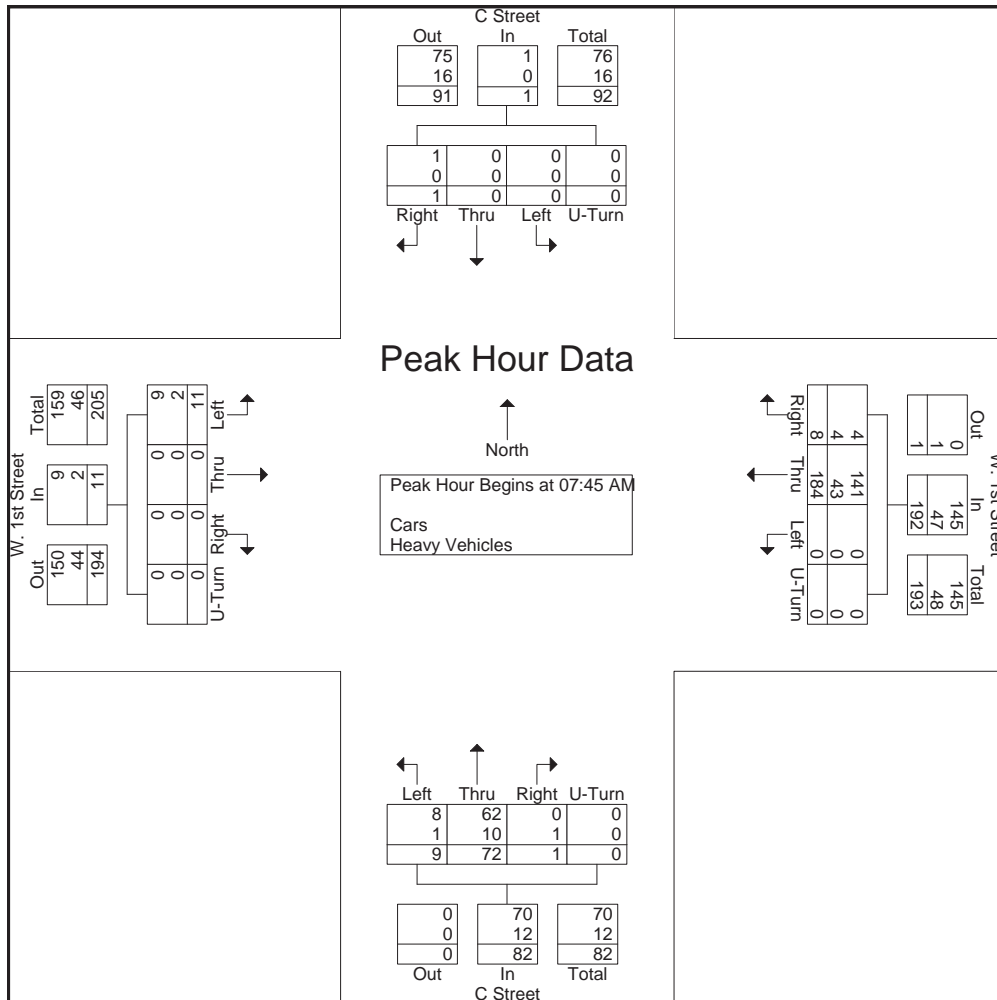 C Street
Out In Total
75 1 76
16 0 16
91 1 92
1 0 0 0
0 0 0 0
1 0 0 0
Right Thru Left U-Turn
Peak Hour Data
North
Peak Hour Begins at 07:45 AM
Cars
Heavy Vehicles
W. 1st Street
Total In Out
159 9 150
46 2 44
205 11 194
9 0 0 0
2 0 0 0
11 0 0 0
Left Thru Right U-Turn
W. 1st Street
Out In Total
0 145 145
1 47 48
1 192 193
4 141 0 0
4 43 0 0
8 184 0 0
Right Thru Left U-Turn
Left Thru Right U-Turn
8 62 0 0
1 10 1 0
9 72 1 0
0 70 70
0 12 12
0 82 82
Out In Total
C Street